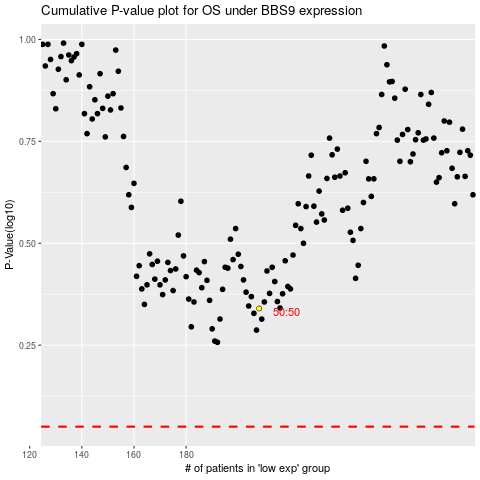 Cumulative P-value plot for OS under BBS9 expression
P-Value(log10)
1.00
0.75
0.50
0.25
50:50
120 140 160 180
# of patients in 'low exp' group